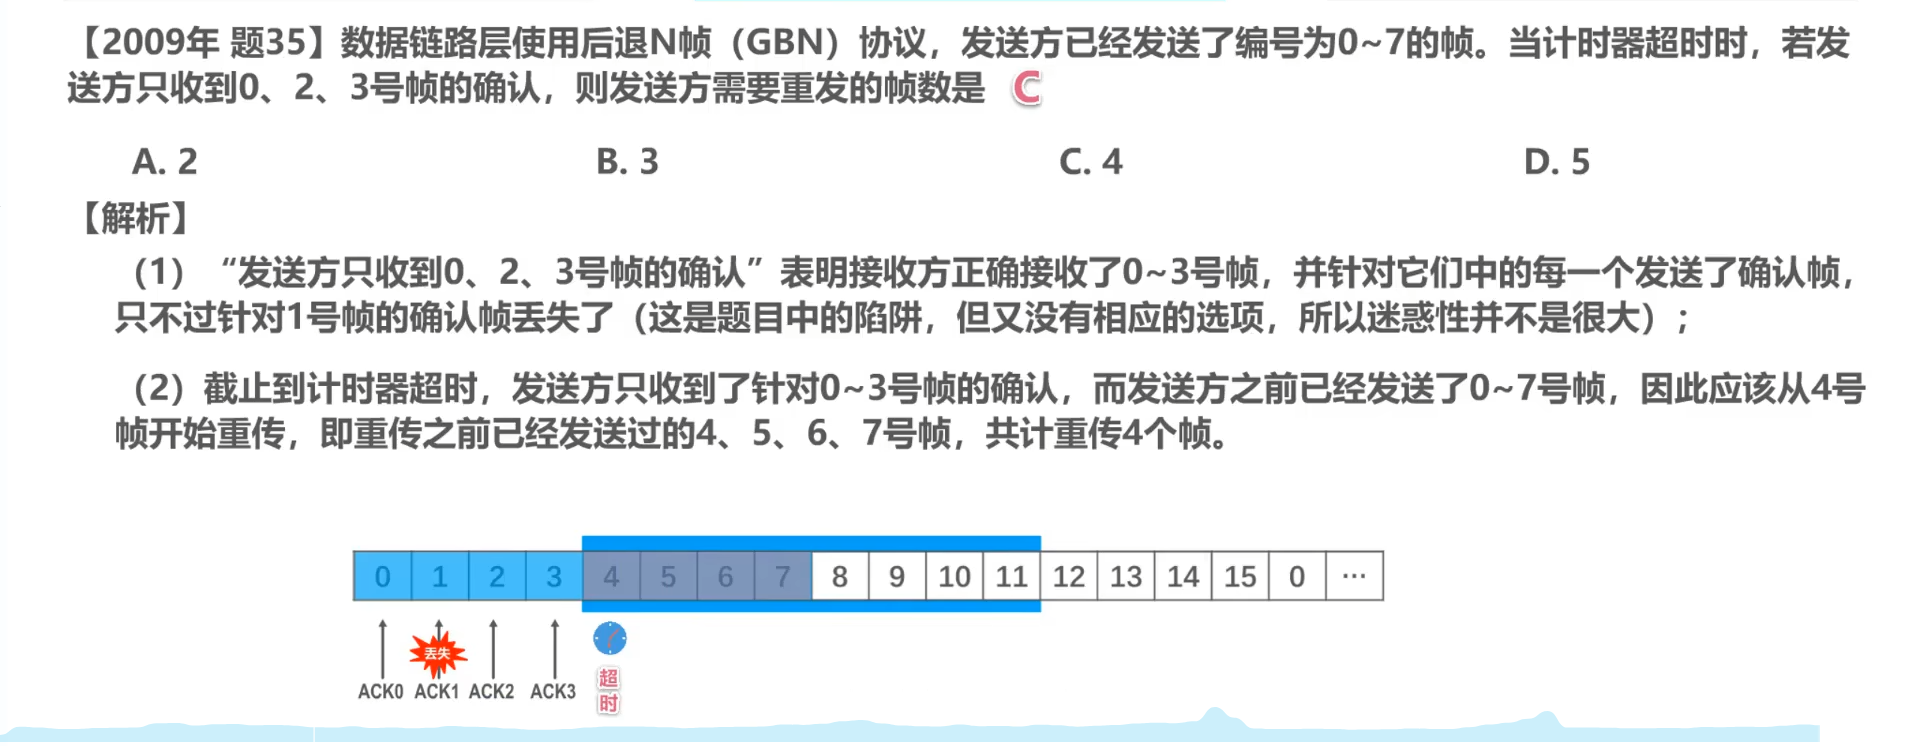 【2009年 题35】数据链路层使用后退N帧（GBN）协议，发送方已经发送了编号为0~7的帧。当计时器超时时，若发
送方只收到0、2、3号帧的确认，则发送方需要重发的帧数是 C
A. 2 B. 3 C. 4 D. 5
【解析】
（1）“发送方只收到0、2、3号帧的确认”表明接收方正确接收了0~3号帧，并针对它们中的每一个发送了确认帧，
只不过针对1号帧的确认帧丢失了（这是题目中的陷阱，但又没有相应的选项，所以迷惑性并不是很大）；
（2）截止到计时器超时，发送方只收到了针对0~3号帧的确认，而发送方之前已经发送了0~7号帧，因此应该从4号
帧开始重传，即重传之前已经发送过的4、5、6、7号帧，共计重传4个帧。
0 1 2 3 4 5 6 7 8 9 10 11 12 13 14 15 0 …
丢失
ACK0 ACK1 ACK2 ACK3
超
时